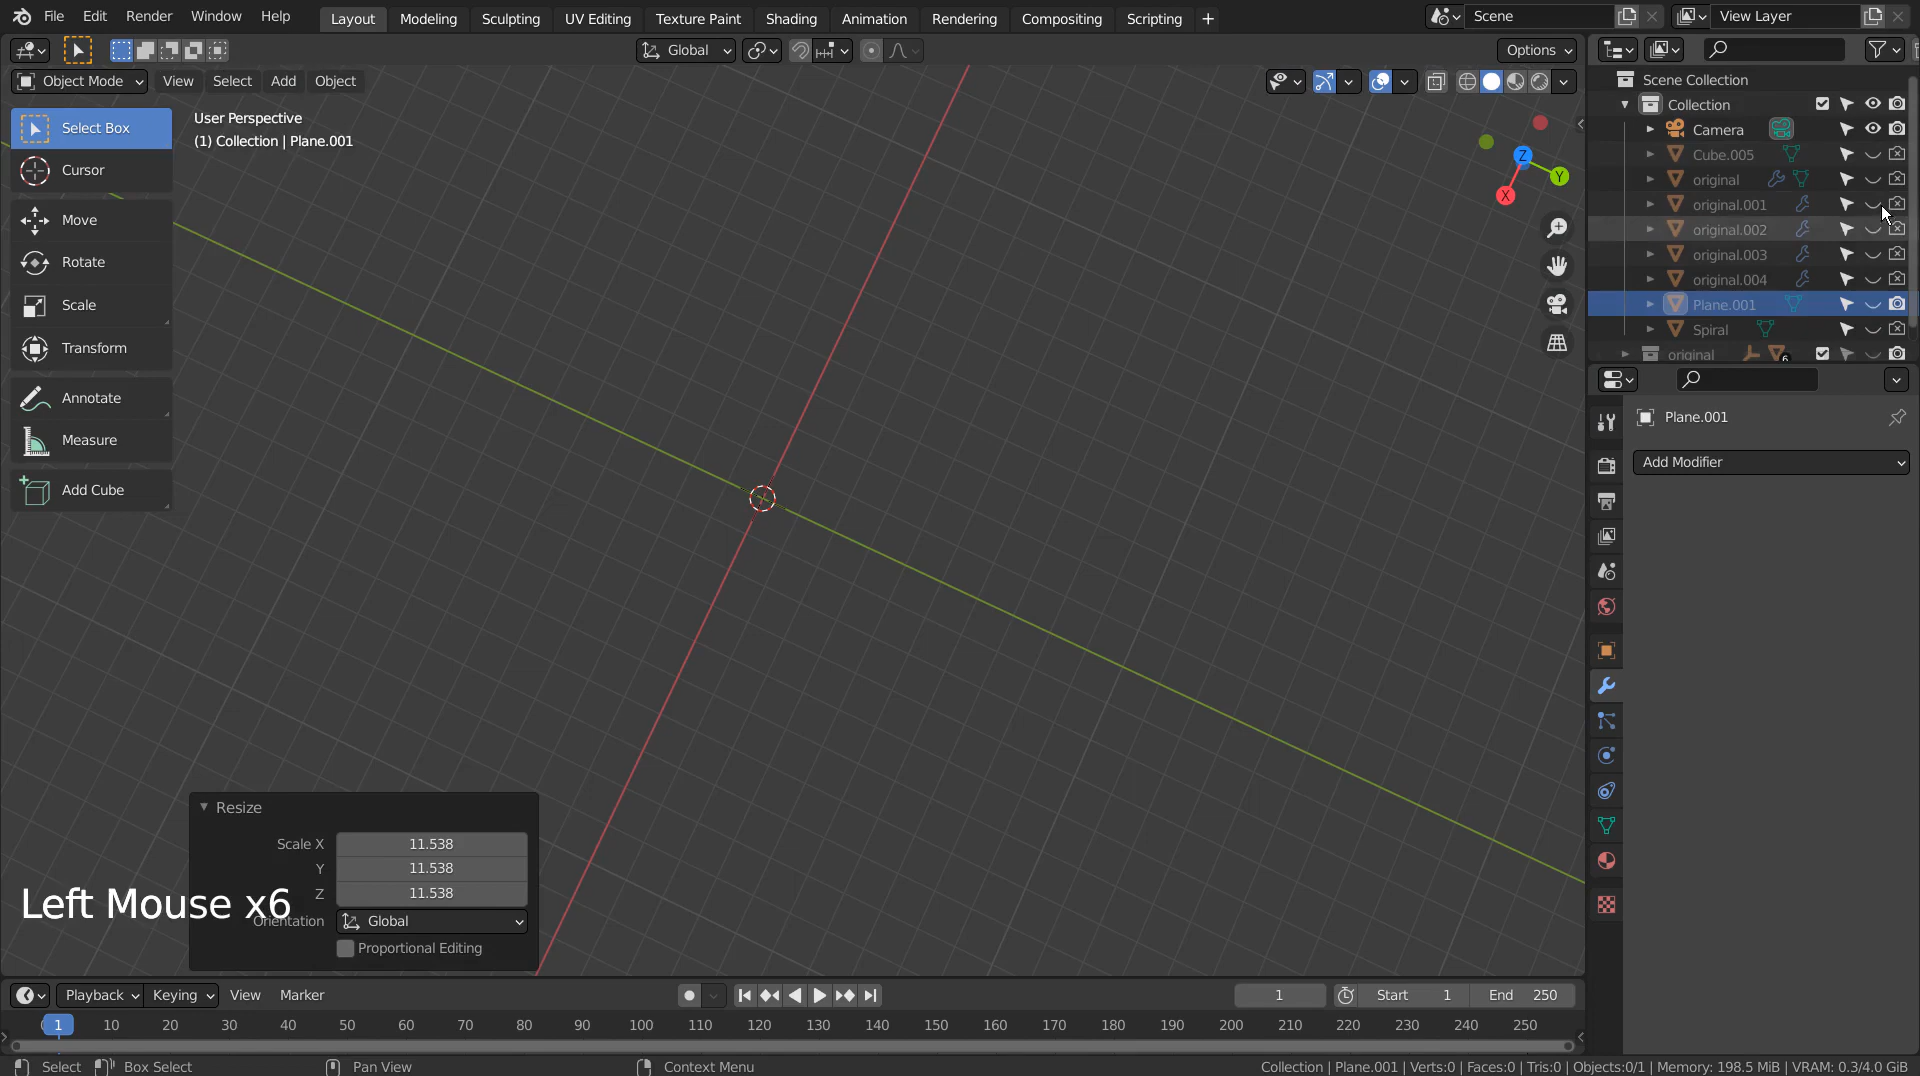 File Edit Render Window Help Layout Modeling Sculpting UV Editing Texture Paint Shading Animation Rendering Compositing Scripting + Scene View Layer
Global Options
Object Mode View Select Add Object
User Perspective
(1) Collection | Plane.001
Select Box
Cursor
Move
Rotate
Scale
Transform
Annotate
Measure
Add Cube
Z
Y
X
Scene Collection
Collection
Camera
Cube.005
original
original.001
original.002
original.003
original.004
Plane.001
Spiral
original 6
Plane.001
Add Modifier
Resize
Scale X 11.538
Y 11.538
Z 11.538
Orientation Global
Proportional Editing
Left Mouse x6
Playback Keying View Marker 1 Start 1 End 250
1 10 20 30 40 50 60 70 80 90 100 110 120 130 140 150 160 170 180 190 200 210 220 230 240 250
Select Box Select Pan View Context Menu Collection | Plane.001 | Verts:0 | Faces:0 | Tris:0 | Objects:0/1 | Memory: 198.5 MiB | VRAM: 0.3/4.0 GiB